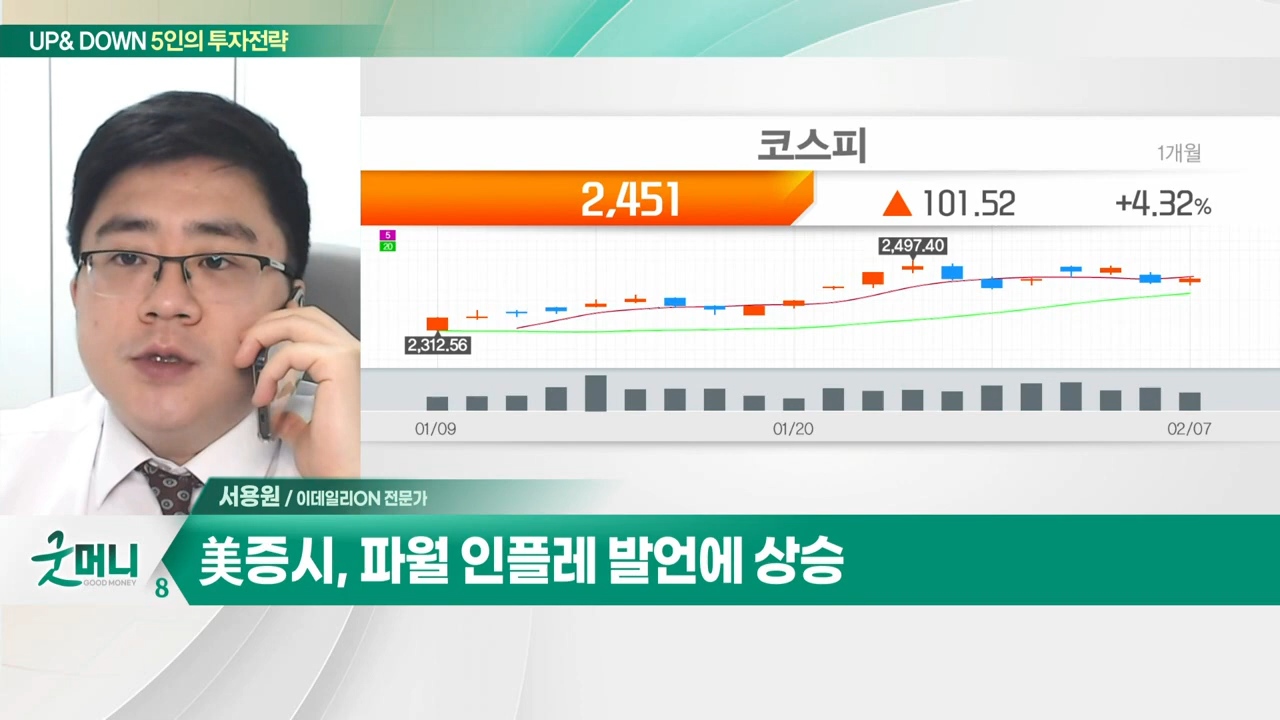 UP& DOWN 5인의 투자전략
코스피
1개월
2,451 ▲ 101.52 +4.32%
5
20
2,497.40
2,312.56
01/09 01/20 02/07
서용원 / 이데일리ON 전문가
美증시, 파월 인플레 발언에 상승
굿머니
GOOD MONEY
8